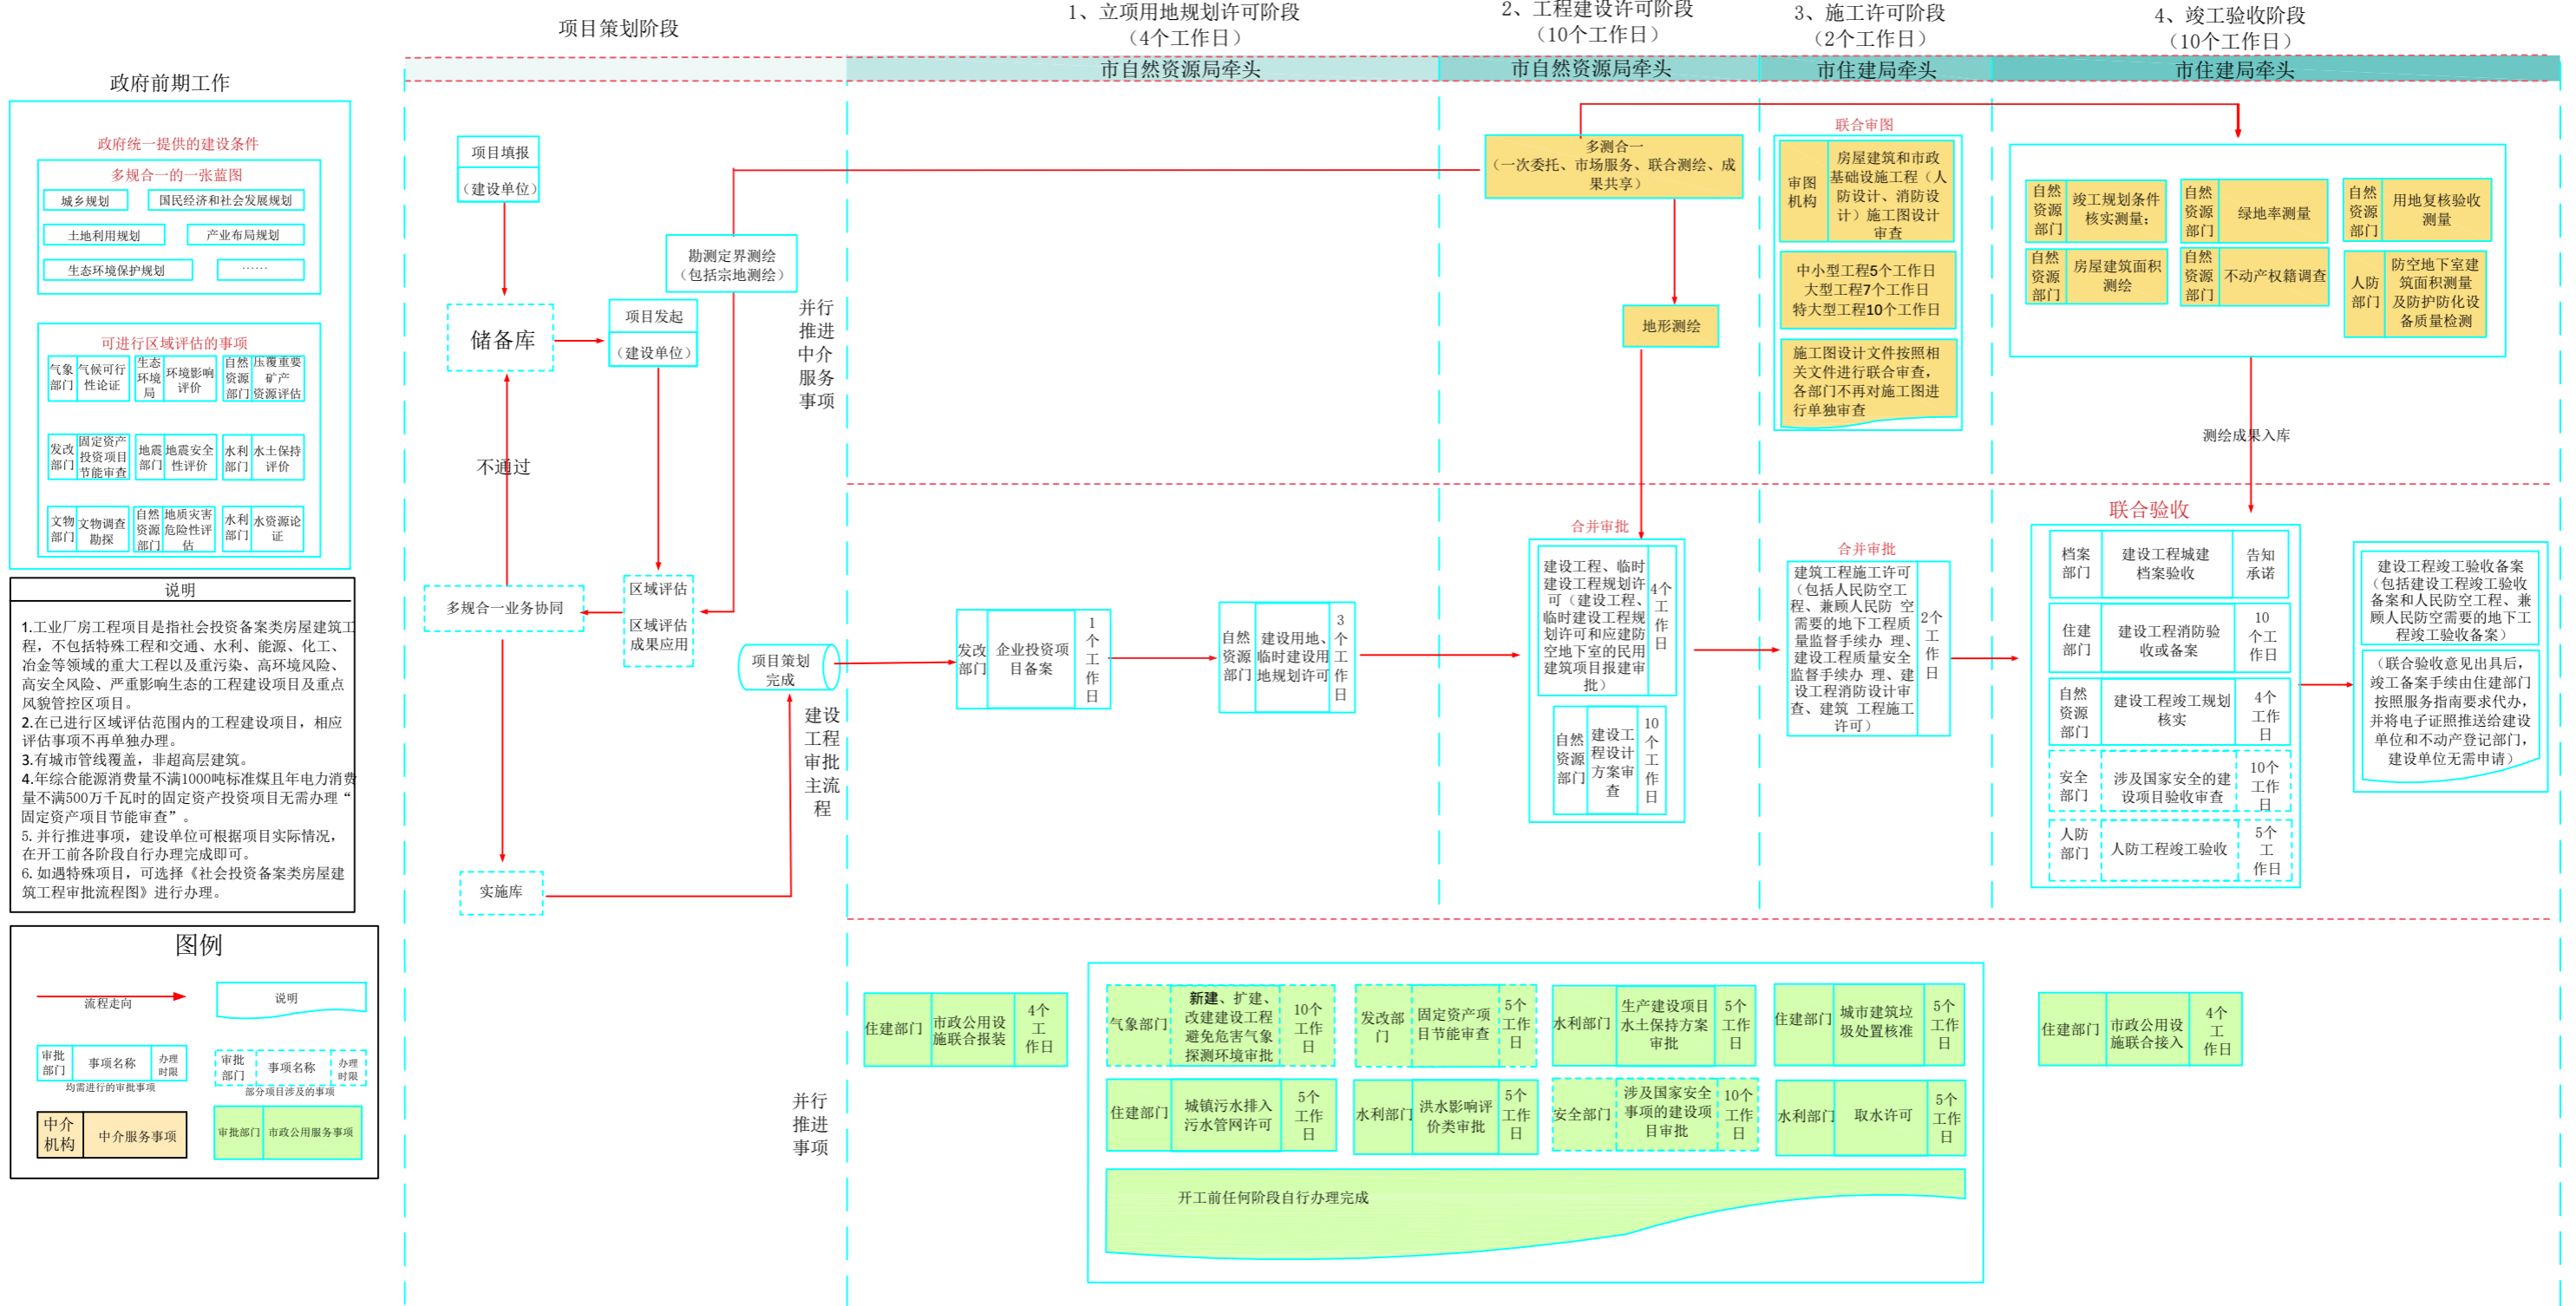 项目策划阶段
1、立项用地规划许可阶段
（4个工作日）
2、工程建设许可阶段
（10个工作日）
3、施工许可阶段
（2个工作日）
4、竣工验收阶段
（10个工作日）
市自然资源局牵头
市自然资源局牵头
市住建局牵头
市住建局牵头
政府前期工作
政府统一提供的建设条件
多规合一的一张蓝图
城乡规划
国民经济和社会发展规划
土地利用规划
产业布局规划
生态环境保护规划
……
可进行区域评估的事项
气象
部门
气候可行
性论证
生态
环境
局
环境影响
评价
自然
资源
部门
压覆重要
矿产
资源评估
发改
部门
固定资产
投资项目
节能审查
地震
部门
地震安全
性评价
水利
部门
水土保持
评价
文物
部门
文物调查
勘探
自然
资源
部门
地质灾害
危险性评
估
水利
部门
水资源论
证
说明
1.工业厂房工程项目是指社会投资备案类房屋建筑工
程，不包括特殊工程和交通、水利、能源、化工、
冶金等领域的重大工程以及重污染、高环境风险、
高安全风险、严重影响生态的工程建设项目及重点
风貌管控区项目。
2.在已进行区域评估范围内的工程建设项目，相应
评估事项不再单独办理。
3.有城市管线覆盖，非超高层建筑。
4.年综合能源消费量不满1000吨标准煤且年电力消费
量不满500万千瓦时的固定资产投资项目无需办理“
固定资产项目节能审查”。
5. 并行推进事项，建设单位可根据项目实际情况，
在开工前各阶段自行办理完成即可。
6. 如遇特殊项目，可选择《社会投资备案类房屋建
筑工程审批流程图》进行办理。
图例
流程走向
说明
审批
部门
事项名称
办理
时限
均需进行的审批事项
审批
部门
事项名称
办理
时限
部分项目涉及的事项
中介
机构
中介服务事项
审批部门
市政公用服务事项
项目填报
（建设单位）
储备库
项目发起
（建设单位）
勘测定界测绘
（包括宗地测绘）
不通过
多规合一业务协同
区域评估
区域评估
成果应用
实施库
项目策划
完成
并行
推进
中介
服务
事项
建设
工程
审批
主流
程
并行
推进
事项
多测合一
（一次委托、市场服务、联合测绘、成
果共享）
地形测绘
联合审图
审图
机构
房屋建筑和市政
基础设施工程（人
防设计、消防设
计）施工图设计
审查
中小型工程5个工作日
大型工程7个工作日
特大型工程10个工作日
施工图设计文件按照相
关文件进行联合审查，
各部门不再对施工图进
行单独审查
自然
资源
部门
竣工规划条件
核实测量；
自然
资源
部门
绿地率测量
自然
资源
部门
用地复核验收
测量
自然
资源
部门
房屋建筑面积
测绘
自然
资源
部门
不动产权籍调查
人防
部门
防空地下室建
筑面积测量
及防护防化设
备质量检测
测绘成果入库
发改
部门
企业投资项
目备案
1
个
工
作
日
自然
资源
部门
建设用地、
临时建设用
地规划许可
3
个
工
作
日
合并审批
建设工程、临时
建设工程规划许
可（建设工程、
临时建设工程规
划许可和应建防
空地下室的民用
建筑项目报建审
批）
4个
工
作
日
自然
资源
部门
建设工
程设计
方案审
查
10
个
工
作
日
合并审批
建筑工程施工许可
（包括人民防空工
程、兼顾人民防 空
需要的地下工程质
量监督手续办 理、
建设工程质量安全
监督手续办 理、建
设工程消防设计审
查、建筑 工程施工
许可）
2个
工
作
日
联合验收
档案
部门
建设工程城建
档案验收
告知
承诺
住建
部门
建设工程消防验
收或备案
10
个工
作日
自然
资源
部门
建设工程竣工规划
核实
4个
工作
日
安全
部门
涉及国家安全的建
设项目验收审查
10个
工作
日
人防
部门
人防工程竣工验收
5个
工
作日
建设工程竣工验收备案
（包括建设工程竣工验收
备案和人民防空工程、兼
顾人民防空需要的地下工
程竣工验收备案）
（联合验收意见出具后，
竣工备案手续由住建部门
按照服务指南要求代办，
并将电子证照推送给建设
单位和不动产登记部门，
建设单位无需申请）
住建部门
市政公用设
施联合报装
4个
工
作日
气象部门
新建、扩建、
改建建设工程
避免危害气象
探测环境审批
10个
工作
日
发改部
门
固定资产项
目节能审查
5个
工作
日
水利部门
生产建设项目
水土保持方案
审批
5个
工作
日
住建部门
城市建筑垃
圾处置核准
5个
工作
日
住建部门
市政公用设
施联合接入
4个
工
作日
住建部门
城镇污水排入
污水管网许可
5个
工作
日
水利部门
洪水影响评
价类审批
5个
工作
日
安全部门
涉及国家安全
事项的建设项
目审批
10个
工作
日
水利部门
取水许可
5个
工作
日
开工前任何阶段自行办理完成